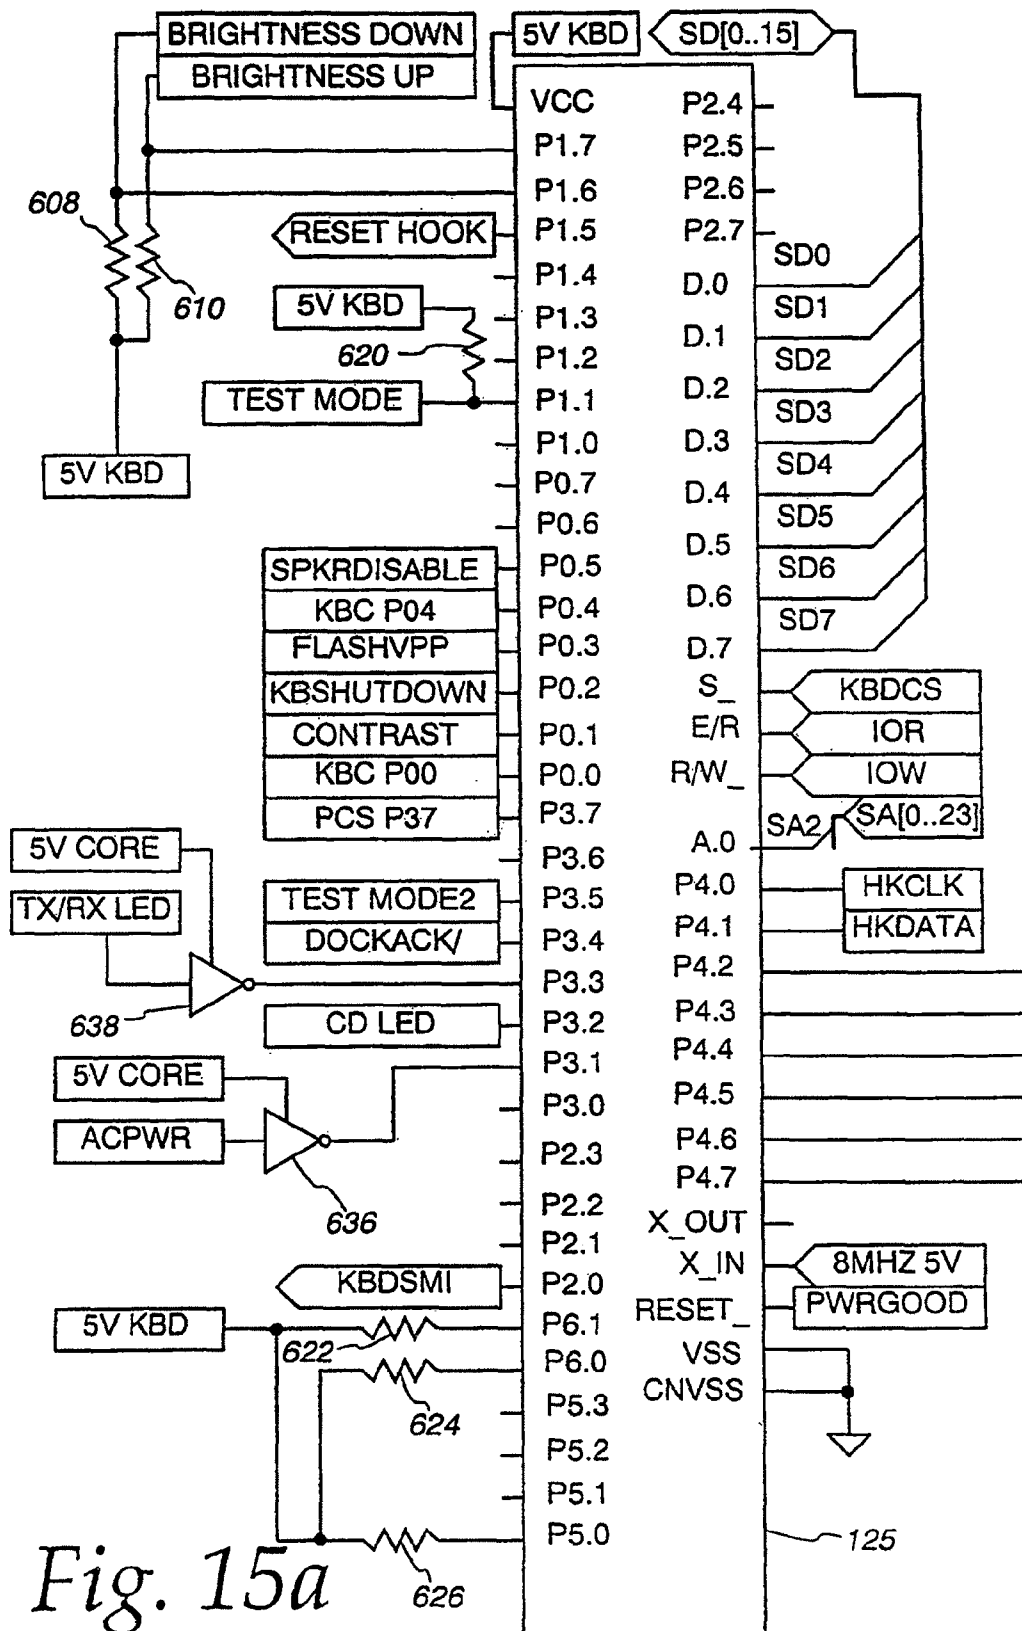 BRIGHTNESS DOWN
5V KBD
SD[0..15]
BRIGHTNESS UP
VCC
P2.4
P1.7
P2.5
P1.6
P2.6
608
RESET HOOK
P1.5
P2.7
SD0
P1.4
D.0
610
5V KBD
P1.3
SD1
D.1
620
P1.2
SD2
TEST MODE
P1.1
D.2
SD3
P1.0
D.3
5V KBD
SD4
P0.7
D.4
SD5
P0.6
D.5
SPKRDISABLE
P0.5
SD6
D.6
KBC P04
P0.4
SD7
FLASHVPP
P0.3
D.7
KBSHUTDOWN
P0.2
S_
KBDCS
CONTRAST
P0.1
E/R
IOR
KBC P00
P0.0
R/W_
IOW
PCS P37
P3.7
SA2
SA[0..23]
5V CORE
P3.6
A.0
TX/RX LED
TEST MODE2
P3.5
P4.0
HKCLK
DOCKACK/
P3.4
P4.1
HKDATA
P3.3
P4.2
638
CD LED
P3.2
P4.3
5V CORE
P3.1
P4.4
P3.0
P4.5
ACPWR
P2.3
P4.6
P4.7
636
P2.2
X_OUT
P2.1
X_IN
8MHZ 5V
KBDSMI
P2.0
RESET_
PWRGOOD
5V KBD
622
P6.1
VSS
P6.0
CNVSS
624
P5.3
P5.2
P5.1
P5.0
125
626
Fig. 15a